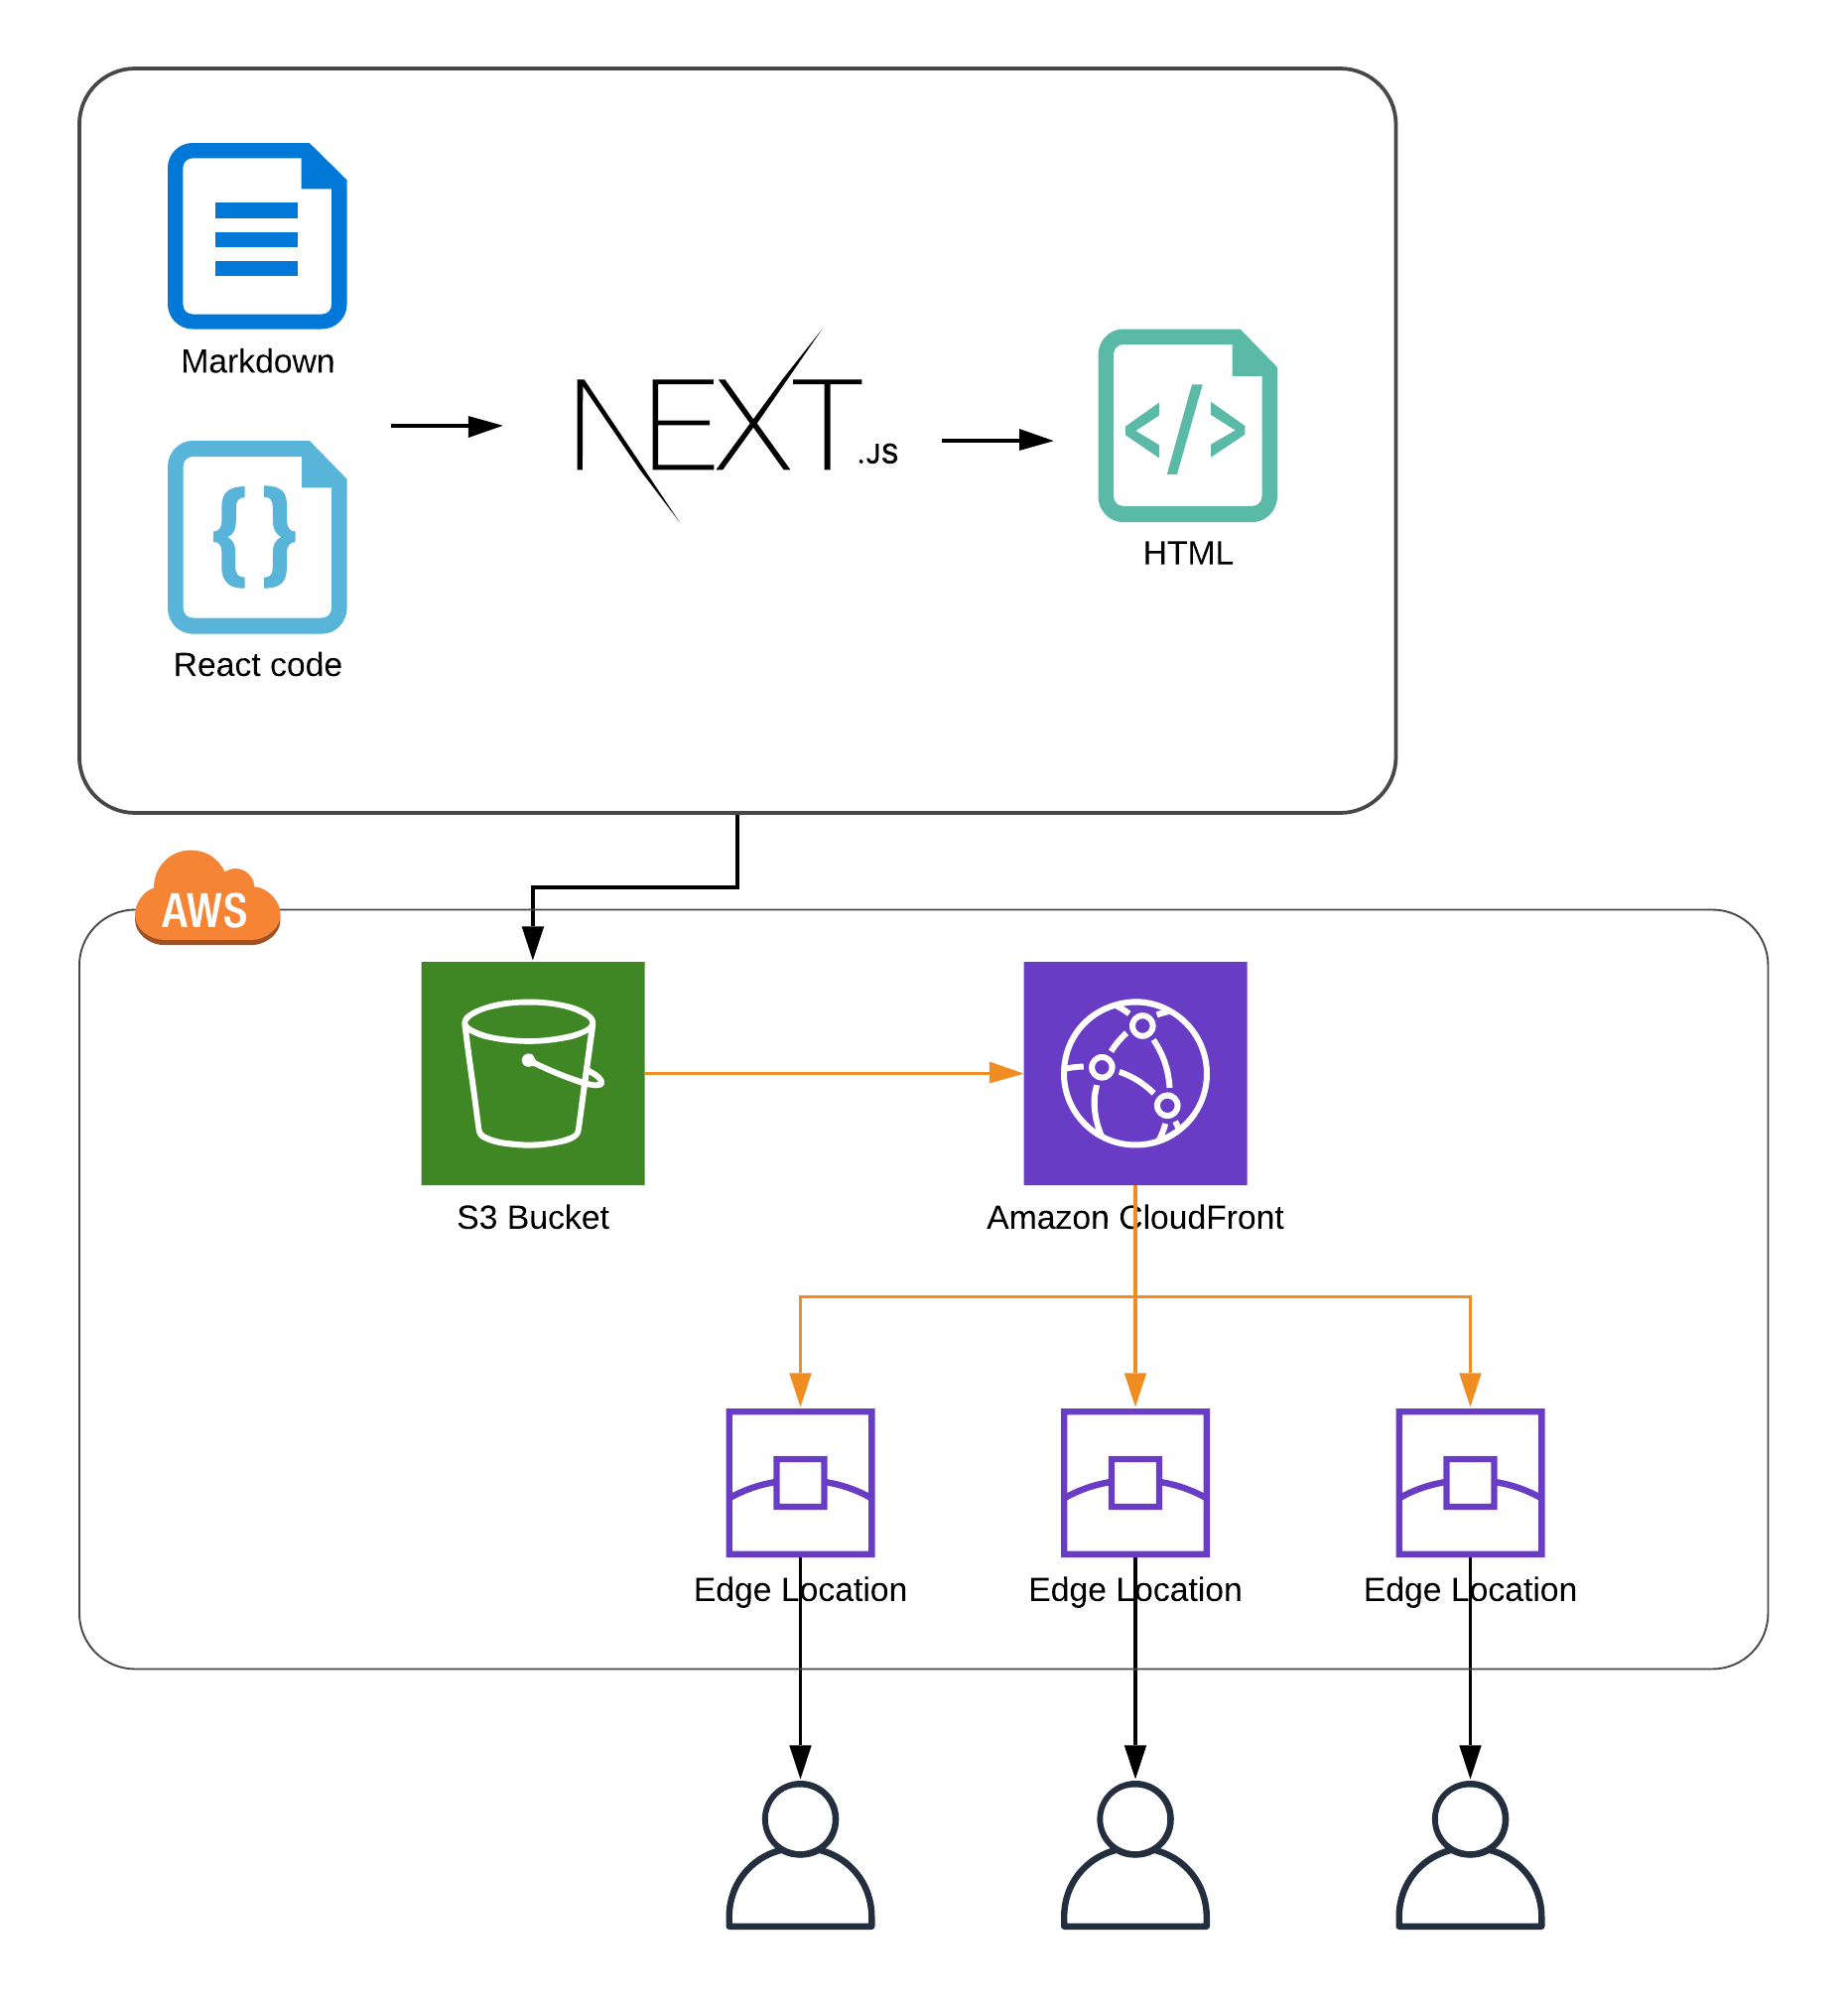 Markdown
NEXT.JS
HTML
React code
AWS
S3 Bucket
Amazon CloudFront
Edge Location
Edge Location
Edge Location